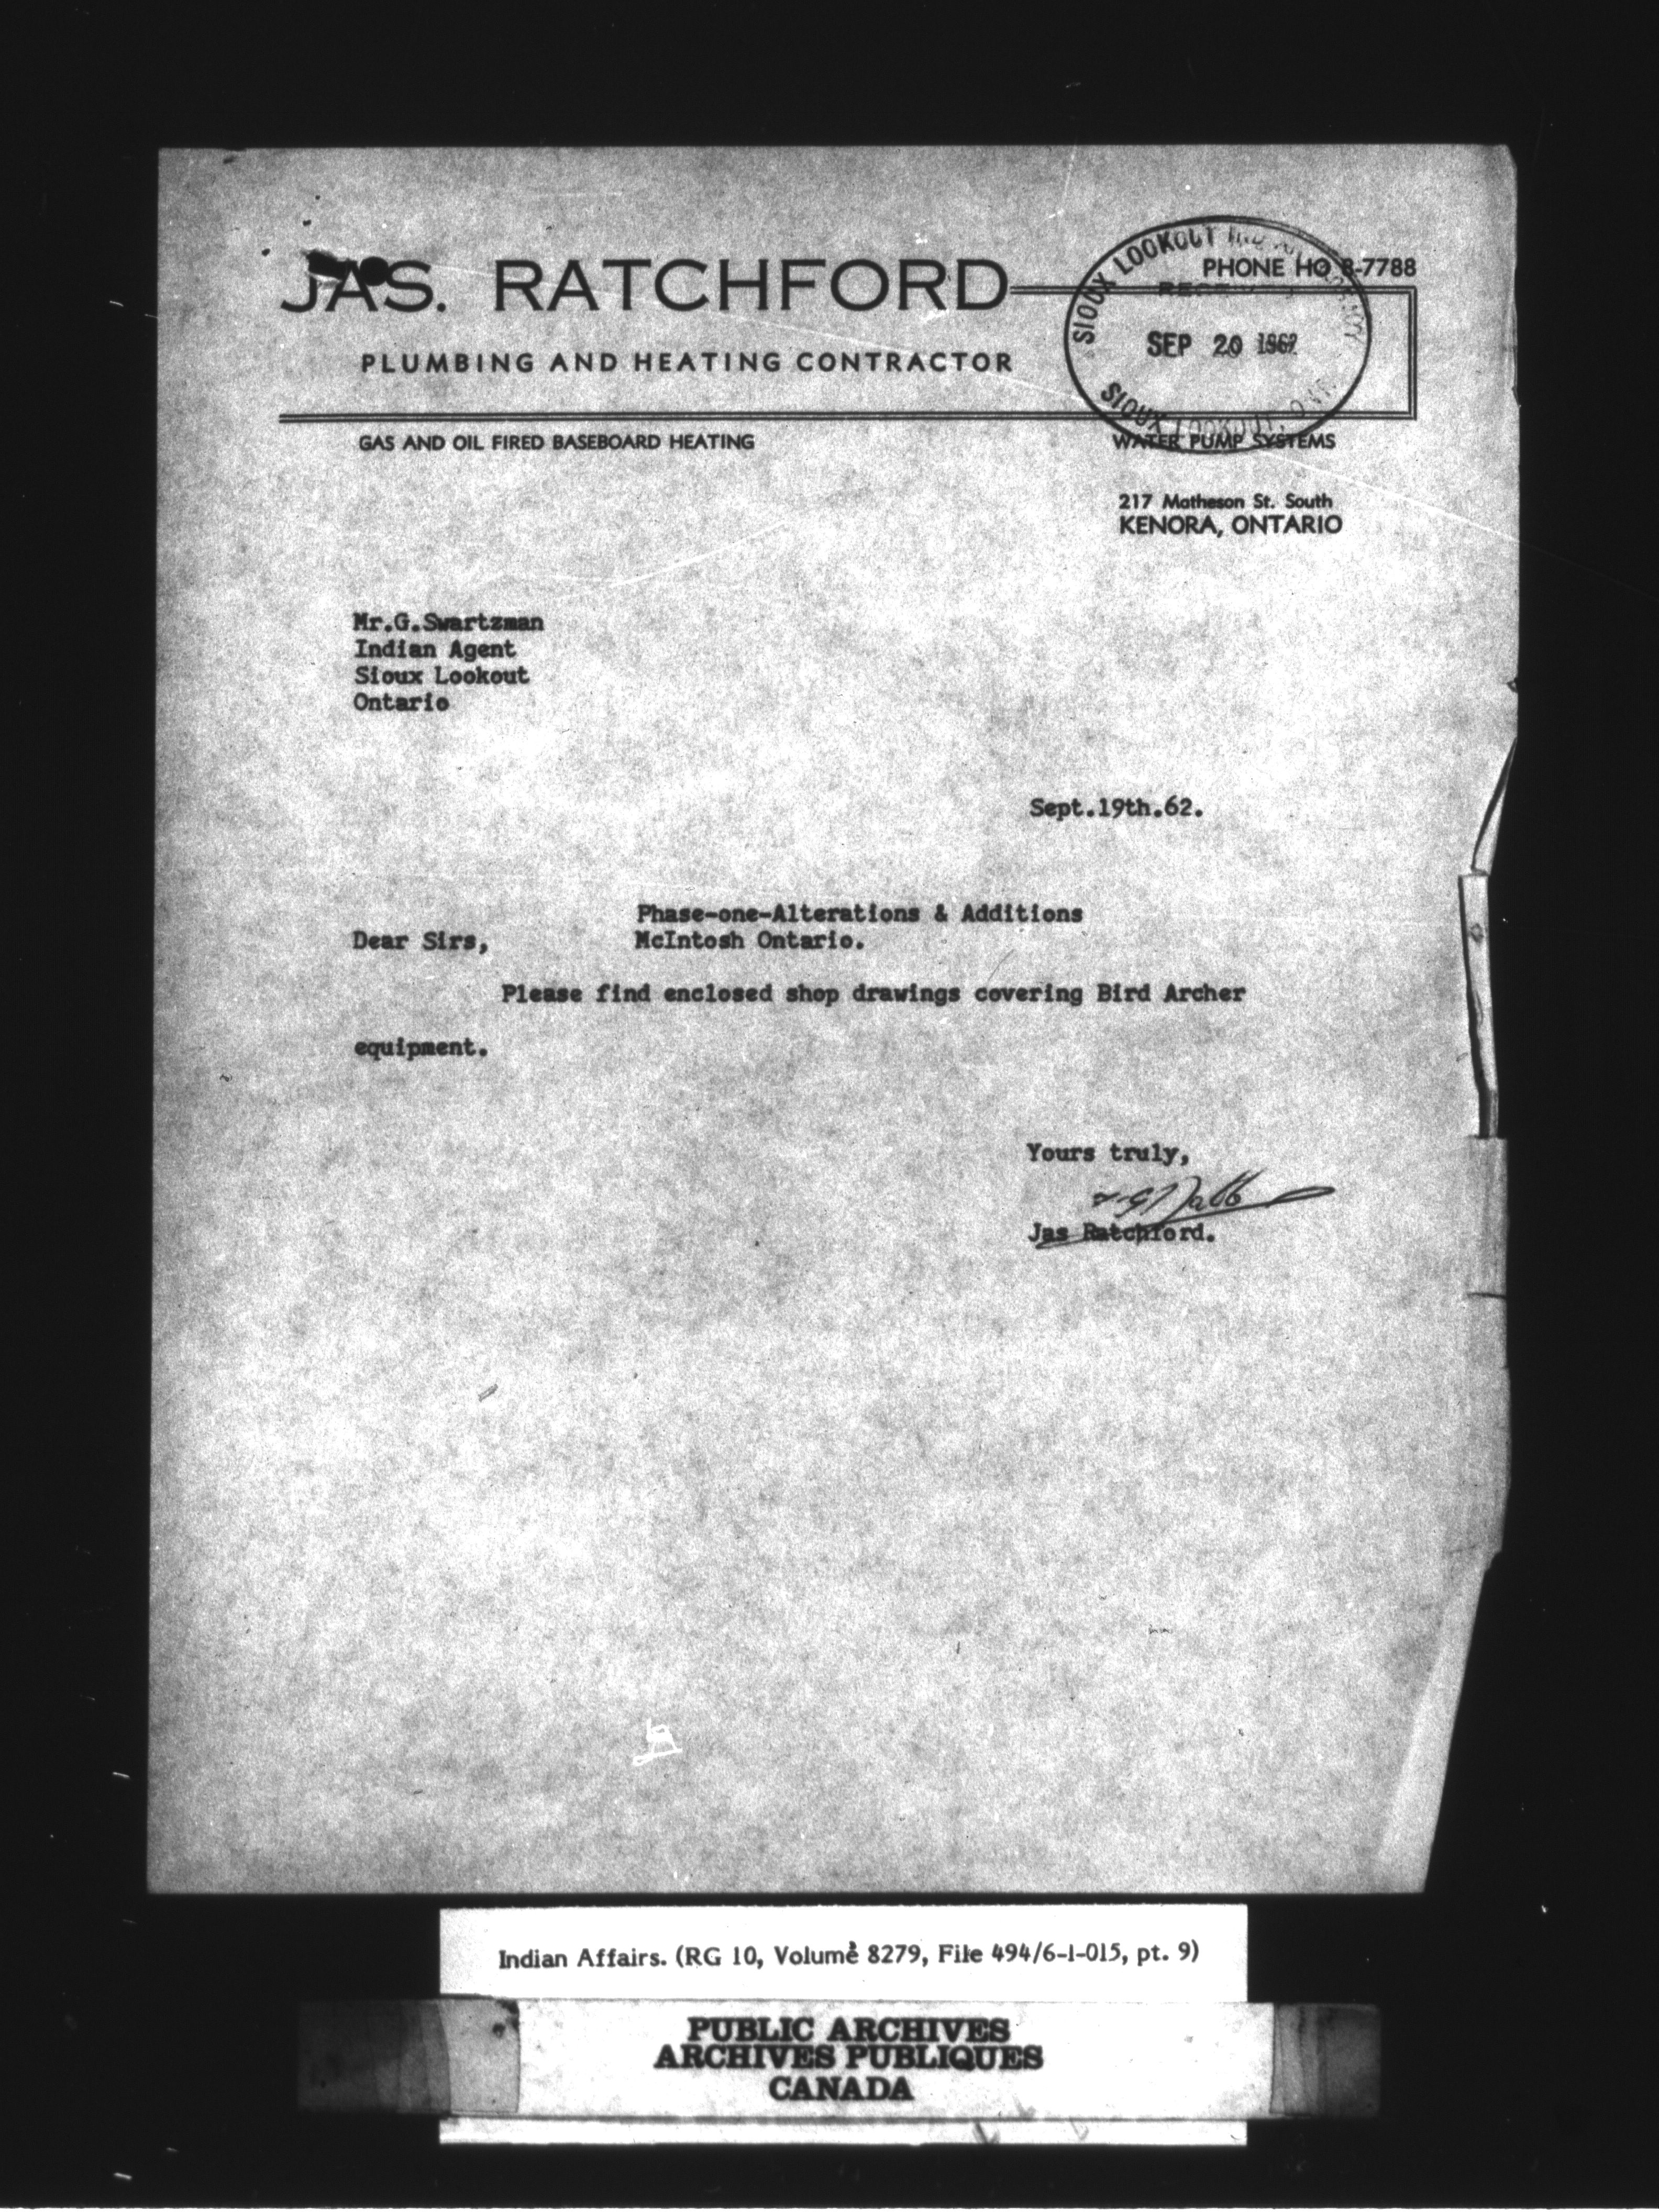 JAS. RATCHFORD
PHONE HO 8-7788
PLUMBING AND HEATING CONTRACTOR
SIOUX LOOKOUT
SEP 20 1962
SIOUX LOOKOUT, ONT.
GAS AND OIL FIRED BASEBOARD HEATING
WATER PUMP SYSTEMS
217 Matheson St. South
KENORA, ONTARIO
Mr.G.Swartzman
Indian Agent
Sioux Lookout
Ontario
Sept.19th.62.
Phase-one-Alterations & Additions
Dear Sirs, McIntosh Ontario.
Please find enclosed shop drawings covering Bird Archer
equipment.
Yours truly,
Jas Ratchford.
Indian Affairs. (RG 10, Volume 8279, File 494/6-1-015, pt. 9)
PUBLIC ARCHIVES
ARCHIVES PUBLIQUES
CANADA